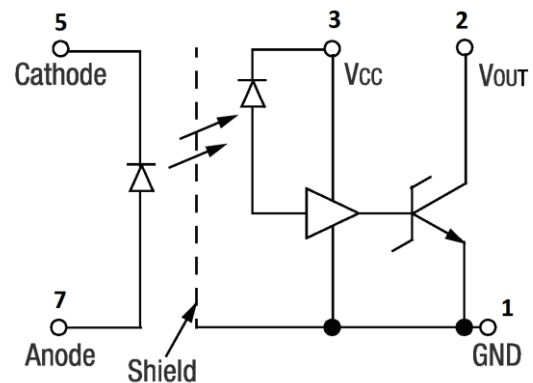 5
3
2
Cathode
VCC
VOUT
7
1
Anode
Shield
GND